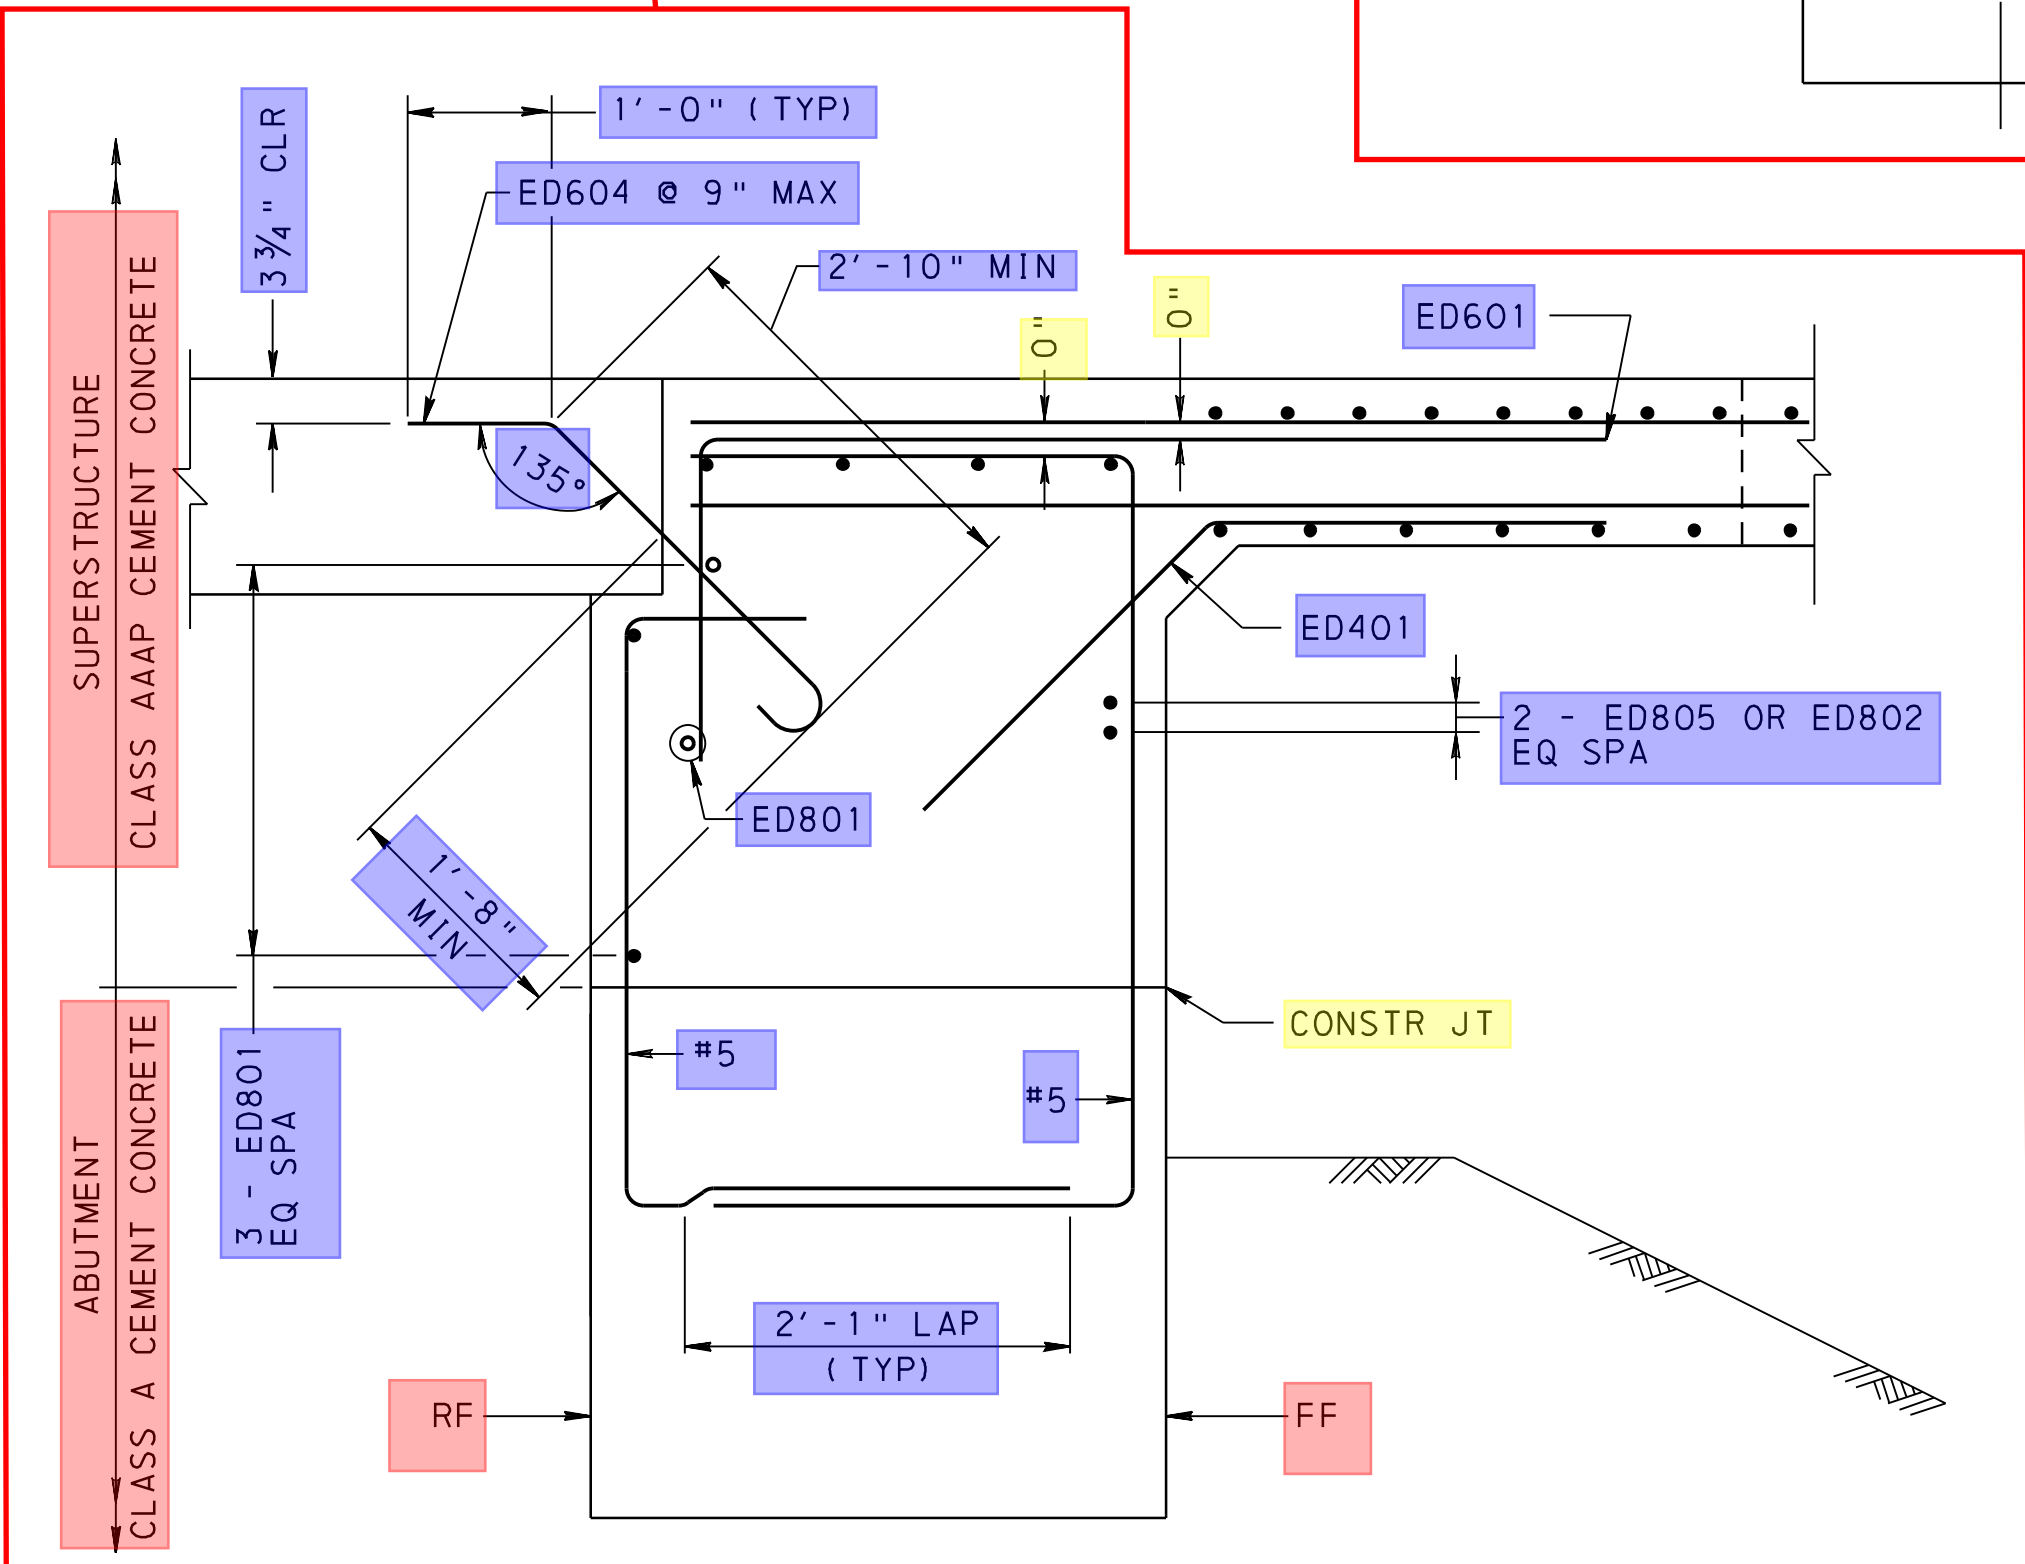 1'-0" (TYP)
3 3/4" CLR
ED604 @ 9" MAX
2'-10" MIN
0"
0"
ED601
135°
SUPERSTRUCTURE
CLASS AAAP CEMENT CONCRETE
ED401
2 - ED805 OR ED802
EQ SPA
ED801
1'-8"
MIN
CONSTR JT
#5
#5
3 - ED801
EQ SPA
ABUTMENT
CLASS A CEMENT CONCRETE
2'-1" LAP
(TYP)
RF
FF